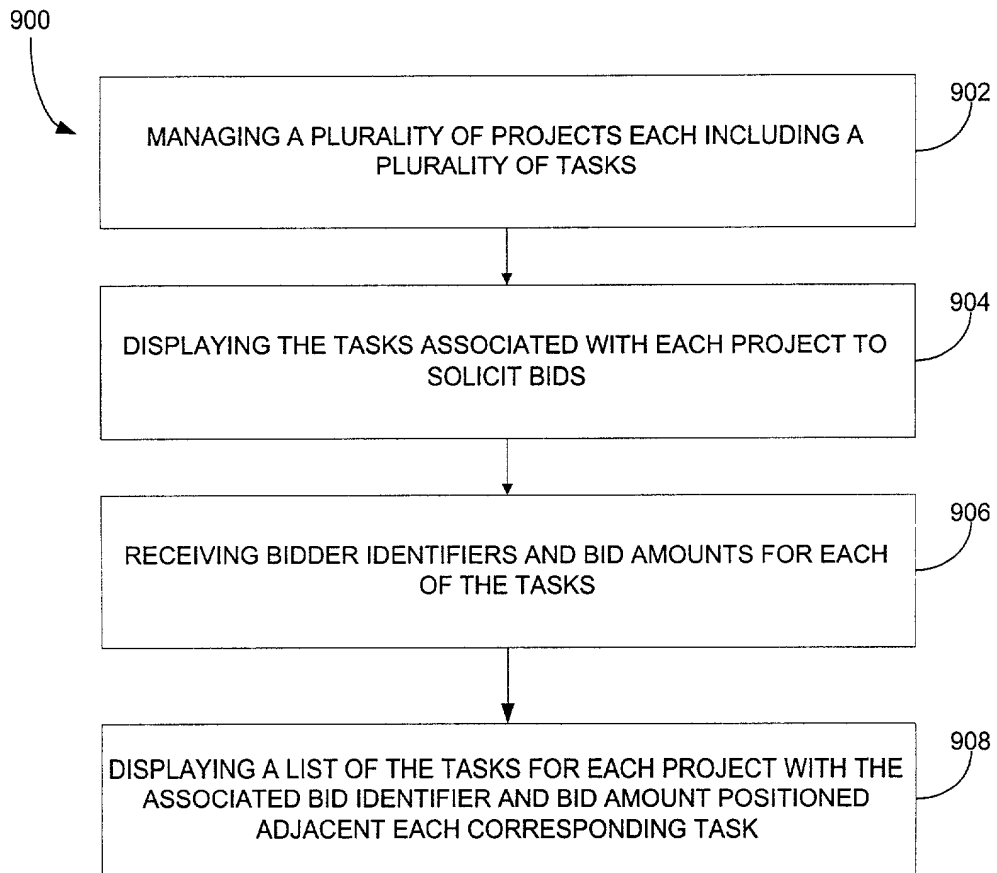 900
902
MANAGING A PLURALITY OF PROJECTS EACH INCLUDING A
PLURALITY OF TASKS
904
DISPLAYING THE TASKS ASSOCIATED WITH EACH PROJECT TO
SOLICIT BIDS
906
RECEIVING BIDDER IDENTIFIERS AND BID AMOUNTS FOR EACH
OF THE TASKS
908
DISPLAYING A LIST OF THE TASKS FOR EACH PROJECT WITH THE
ASSOCIATED BID IDENTIFIER AND BID AMOUNT POSITIONED
ADJACENT EACH CORRESPONDING TASK